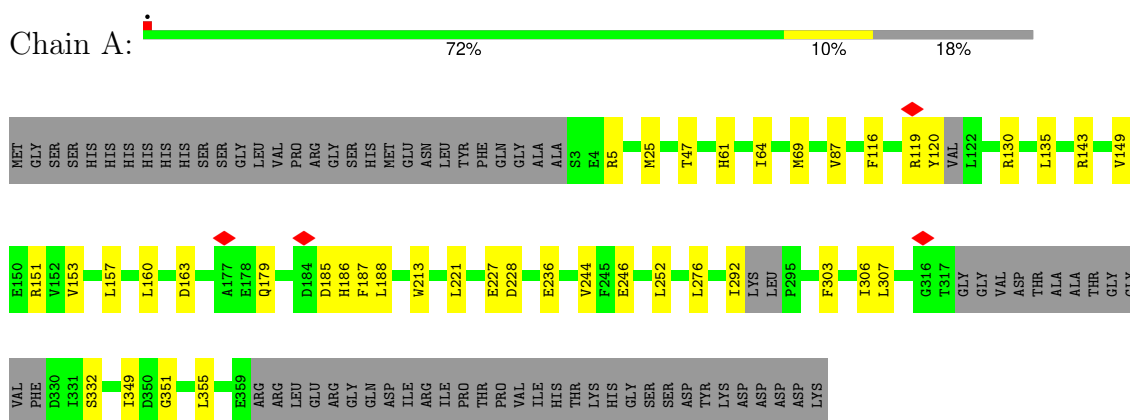 Chain A:
72% 10% 18%
MET GLY SER SER HIS HIS HIS HIS HIS HIS SER SER GLY LEU VAL PRO ARG GLY SER HIS MET GLU ASN LEU TYR PHE GLN GLY ALA ALA S3 E4 R5 M25 T47 H61 I64 M69 V87 F116 R119 Y120 VAL L122 R130 L135 R143 V149
E150 R151 V152 V153 L157 L160 D163 A177 E178 Q179 D184 D185 H186 F187 L188 W213 L221 E227 D228 E236 V244 F245 E246 L252 L276 I292 LYS LEU P295 F303 I306 L307 G316 T317 GLY GLY VAL ASP THR ALA ALA THR GLY GLY
VAL PHE D330 I331 S332 I349 D350 G351 L355 E359 ARG ARG LEU GLU ARG GLY GLN ASP ILE ARG ILE PRO THR PRO VAL ILE HIS THR LYS HIS GLY SER SER ASP TYR LYS ASP ASP ASP ASP LYS